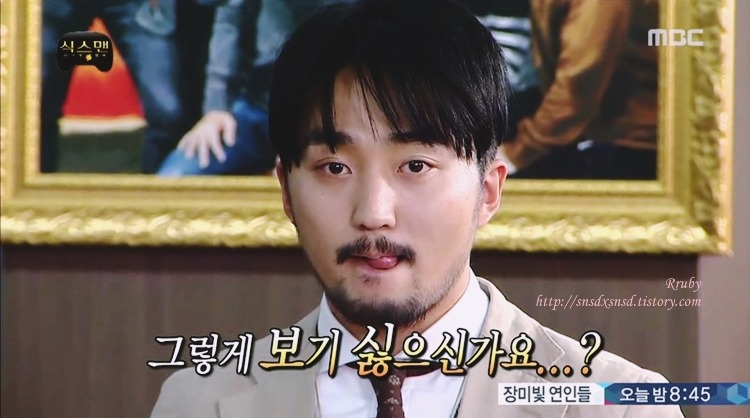 식스맨
MBC
Rruby
http://snsdxsnsd.tistory.com
그렇게 보기 싫으신가요...?
장미빛 연인들 오늘 밤 8:45